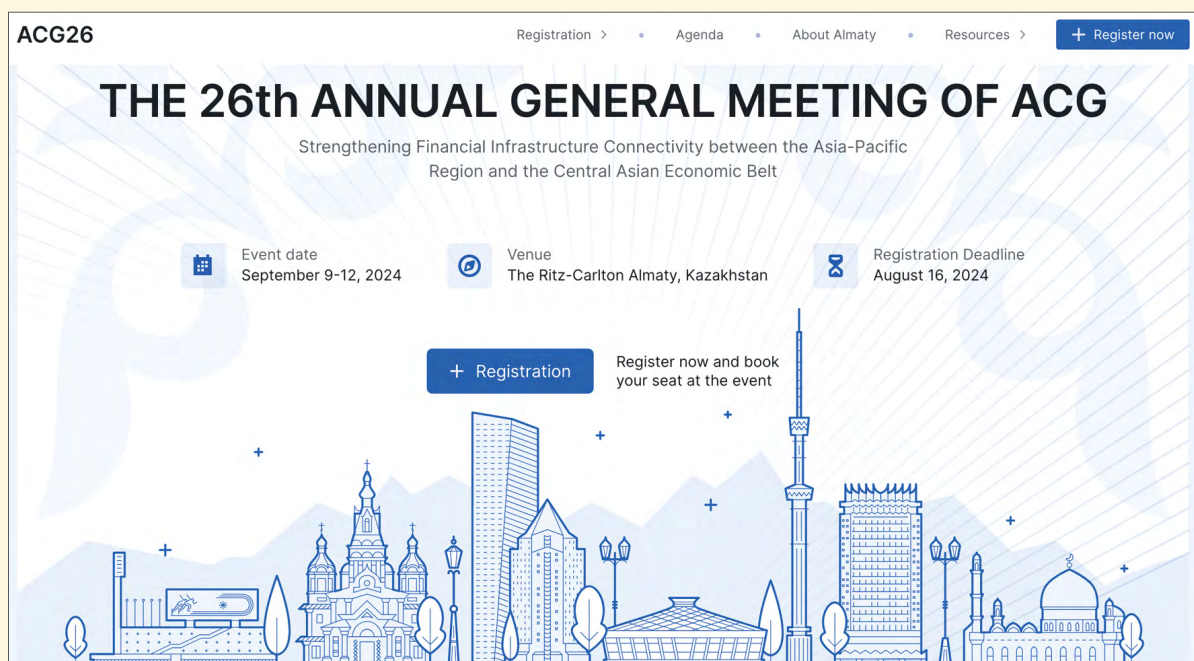 ACG26
Registration >
Agenda
About Almaty
Resources >
+ Register now
THE 26th ANNUAL GENERAL MEETING OF ACG
Strengthening Financial Infrastructure Connectivity between the Asia-Pacific
Region and the Central Asian Economic Belt
Event date
September 9-12, 2024
Venue
The Ritz-Carlton Almaty, Kazakhstan
Registration Deadline
August 16, 2024
+ Registration
Register now and book
your seat at the event